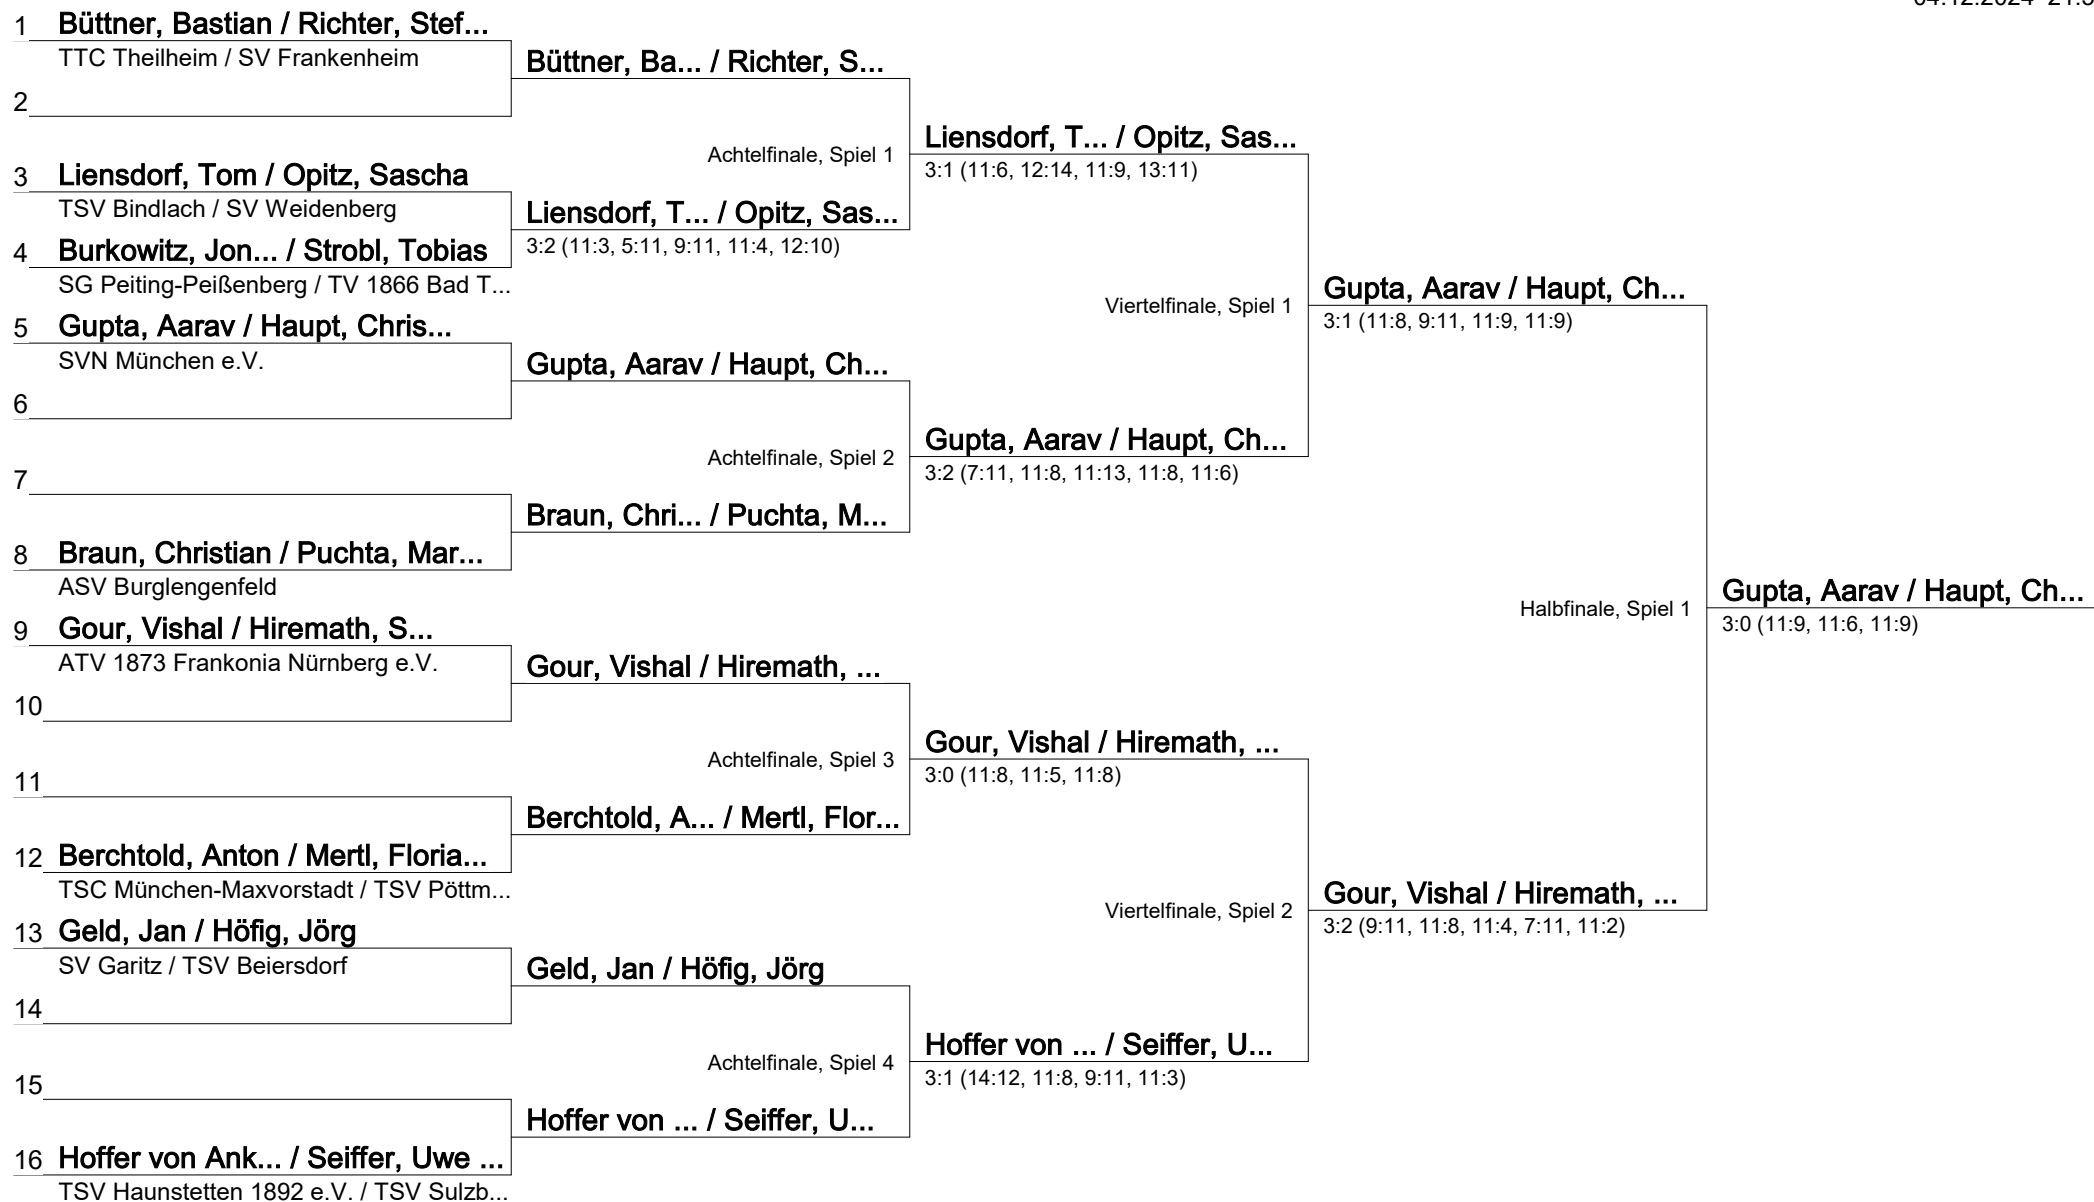 1 Büttner, Bastian / Richter, Stef...
TTC Theilheim / SV Frankenheim
Büttner, Ba... / Richter, S...
2
Achtelfinale, Spiel 1
Liensdorf, T... / Opitz, Sas...
3:1 (11:6, 12:14, 11:9, 13:11)
3 Liensdorf, Tom / Opitz, Sascha
TSV Bindlach / SV Weidenberg
Liensdorf, T... / Opitz, Sas...
3:2 (11:3, 5:11, 9:11, 11:4, 12:10)
4 Burkowitz, Jon... / Strobl, Tobias
SG Peiting-Peißenberg / TV 1866 Bad T...
Viertelfinale, Spiel 1
Gupta, Aarav / Haupt, Ch...
3:1 (11:8, 9:11, 11:9, 11:9)
5 Gupta, Aarav / Haupt, Chris...
SVN München e.V.
Gupta, Aarav / Haupt, Ch...
6
Achtelfinale, Spiel 2
Gupta, Aarav / Haupt, Ch...
3:2 (7:11, 11:8, 11:13, 11:8, 11:6)
7
Braun, Chri... / Puchta, M...
8 Braun, Christian / Puchta, Mar...
ASV Burglengenfeld
Halbfinale, Spiel 1
Gupta, Aarav / Haupt, Ch...
3:0 (11:9, 11:6, 11:9)
9 Gour, Vishal / Hiremath, S...
ATV 1873 Frankonia Nürnberg e.V.
Gour, Vishal / Hiremath, ...
10
Achtelfinale, Spiel 3
Gour, Vishal / Hiremath, ...
3:0 (11:8, 11:5, 11:8)
11
Berchtold, A... / Mertl, Flor...
12 Berchtold, Anton / Mertl, Floria...
TSC München-Maxvorstadt / TSV Pöttm...
Viertelfinale, Spiel 2
Gour, Vishal / Hiremath, ...
3:2 (9:11, 11:8, 11:4, 7:11, 11:2)
13 Geld, Jan / Höfig, Jörg
SV Garitz / TSV Beiersdorf
Geld, Jan / Höfig, Jörg
14
Achtelfinale, Spiel 4
Hoffer von ... / Seiffer, U...
3:1 (14:12, 11:8, 9:11, 11:3)
15
Hoffer von ... / Seiffer, U...
16 Hoffer von Ank... / Seiffer, Uwe ...
TSV Haunstetten 1892 e.V. / TSV Sulzb...